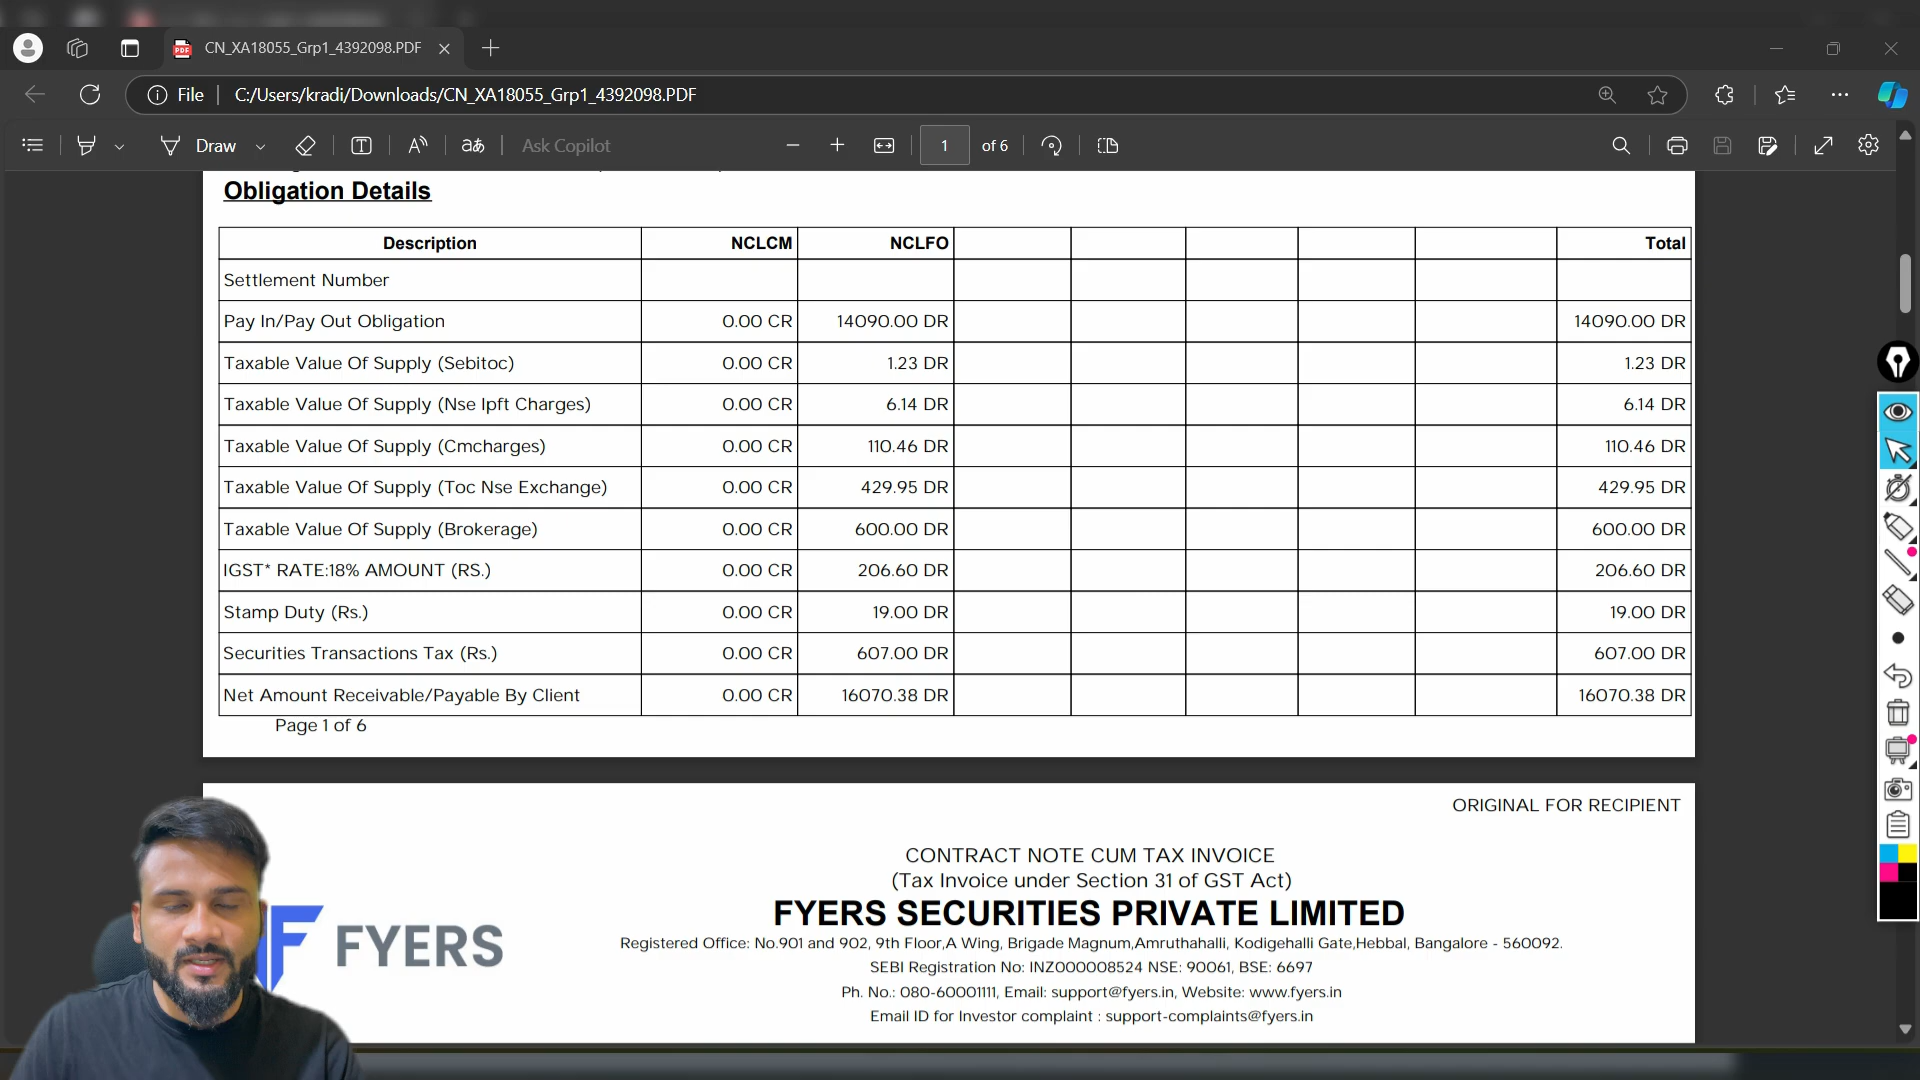 CN_XA18055_Grp1_4392098.PDF
File C:/Users/kradi/Downloads/CN_XA18055_Grp1_4392098.PDF
Draw aあ Ask Copilot 1 of 6
Obligation Details
Description NCLCM NCLFO Total
Settlement Number
Pay In/Pay Out Obligation 0.00 CR 14090.00 DR 14090.00 DR
Taxable Value Of Supply (Sebitoc) 0.00 CR 1.23 DR 1.23 DR
Taxable Value Of Supply (Nse Ipft Charges) 0.00 CR 6.14 DR 6.14 DR
Taxable Value Of Supply (Cmcharges) 0.00 CR 110.46 DR 110.46 DR
Taxable Value Of Supply (Toc Nse Exchange) 0.00 CR 429.95 DR 429.95 DR
Taxable Value Of Supply (Brokerage) 0.00 CR 600.00 DR 600.00 DR
IGST* RATE:18% AMOUNT (RS.) 0.00 CR 206.60 DR 206.60 DR
Stamp Duty (Rs.) 0.00 CR 19.00 DR 19.00 DR
Securities Transactions Tax (Rs.) 0.00 CR 607.00 DR 607.00 DR
Net Amount Receivable/Payable By Client 0.00 CR 16070.38 DR 16070.38 DR
Page 1 of 6
ORIGINAL FOR RECIPIENT
CONTRACT NOTE CUM TAX INVOICE
(Tax Invoice under Section 31 of GST Act)
FYERS SECURITIES PRIVATE LIMITED
FYERS
Registered Office: No.901 and 902, 9th Floor,A Wing, Brigade Magnum,Amruthahalli, Kodigehalli Gate,Hebbal, Bangalore - 560092.
SEBI Registration No: INZ000008524 NSE: 90061, BSE: 6697
Ph. No.: 080-60001111, Email: support@fyers.in, Website: www.fyers.in
Email ID for Investor complaint : support-complaints@fyers.in